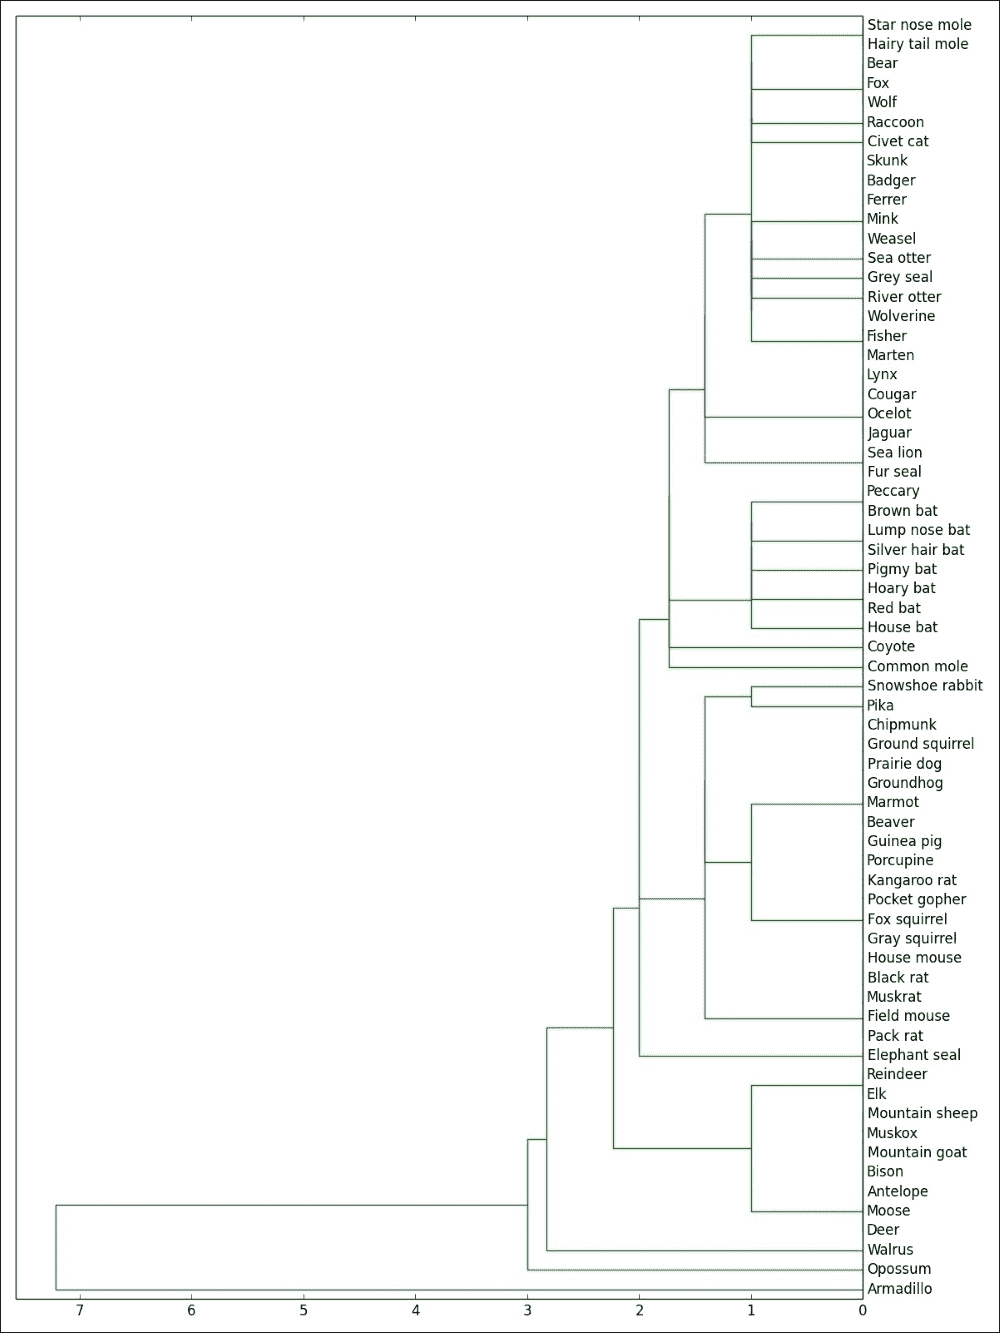 Star nose mole
Hairy tail mole
Bear
Fox
Wolf
Raccoon
Civet cat
Skunk
Badger
Ferrer
Mink
Weasel
Sea otter
Grey seal
River otter
Wolverine
Fisher
Marten
Lynx
Cougar
Ocelot
Jaguar
Sea lion
Fur seal
Peccary
Brown bat
Lump nose bat
Silver hair bat
Pigmy bat
Hoary bat
Red bat
House bat
Coyote
Common mole
Snowshoe rabbit
Pika
Chipmunk
Ground squirrel
Prairie dog
Groundhog
Marmot
Beaver
Guinea pig
Porcupine
Kangaroo rat
Pocket gopher
Fox squirrel
Gray squirrel
House mouse
Black rat
Muskrat
Field mouse
Pack rat
Elephant seal
Reindeer
Elk
Mountain sheep
Muskox
Mountain goat
Bison
Antelope
Moose
Deer
Walrus
Opossum
Armadillo
7 6 5 4 3 2 1 0